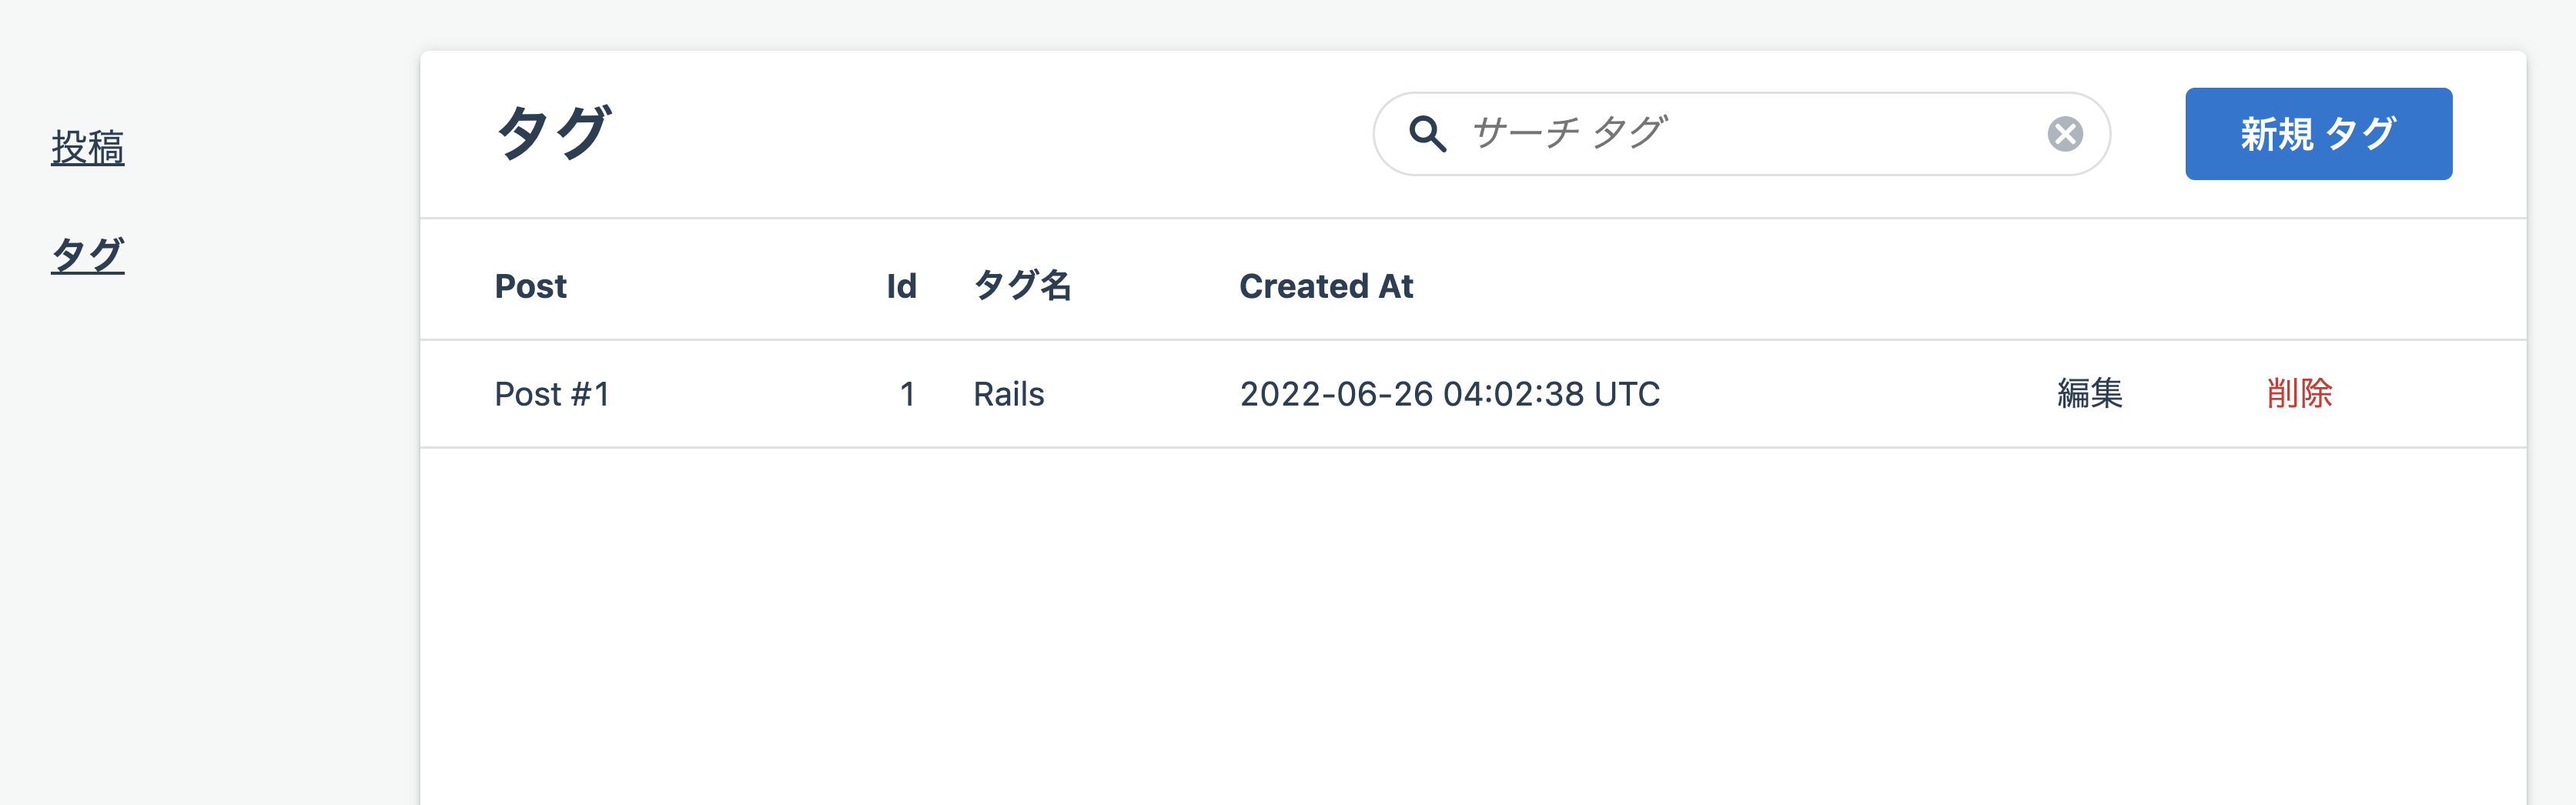 投稿
タグ
タグ サーチ タグ 新規 タグ
Post Id タグ名 Created At
Post #1 1 Rails 2022-06-26 04:02:38 UTC 編集 削除